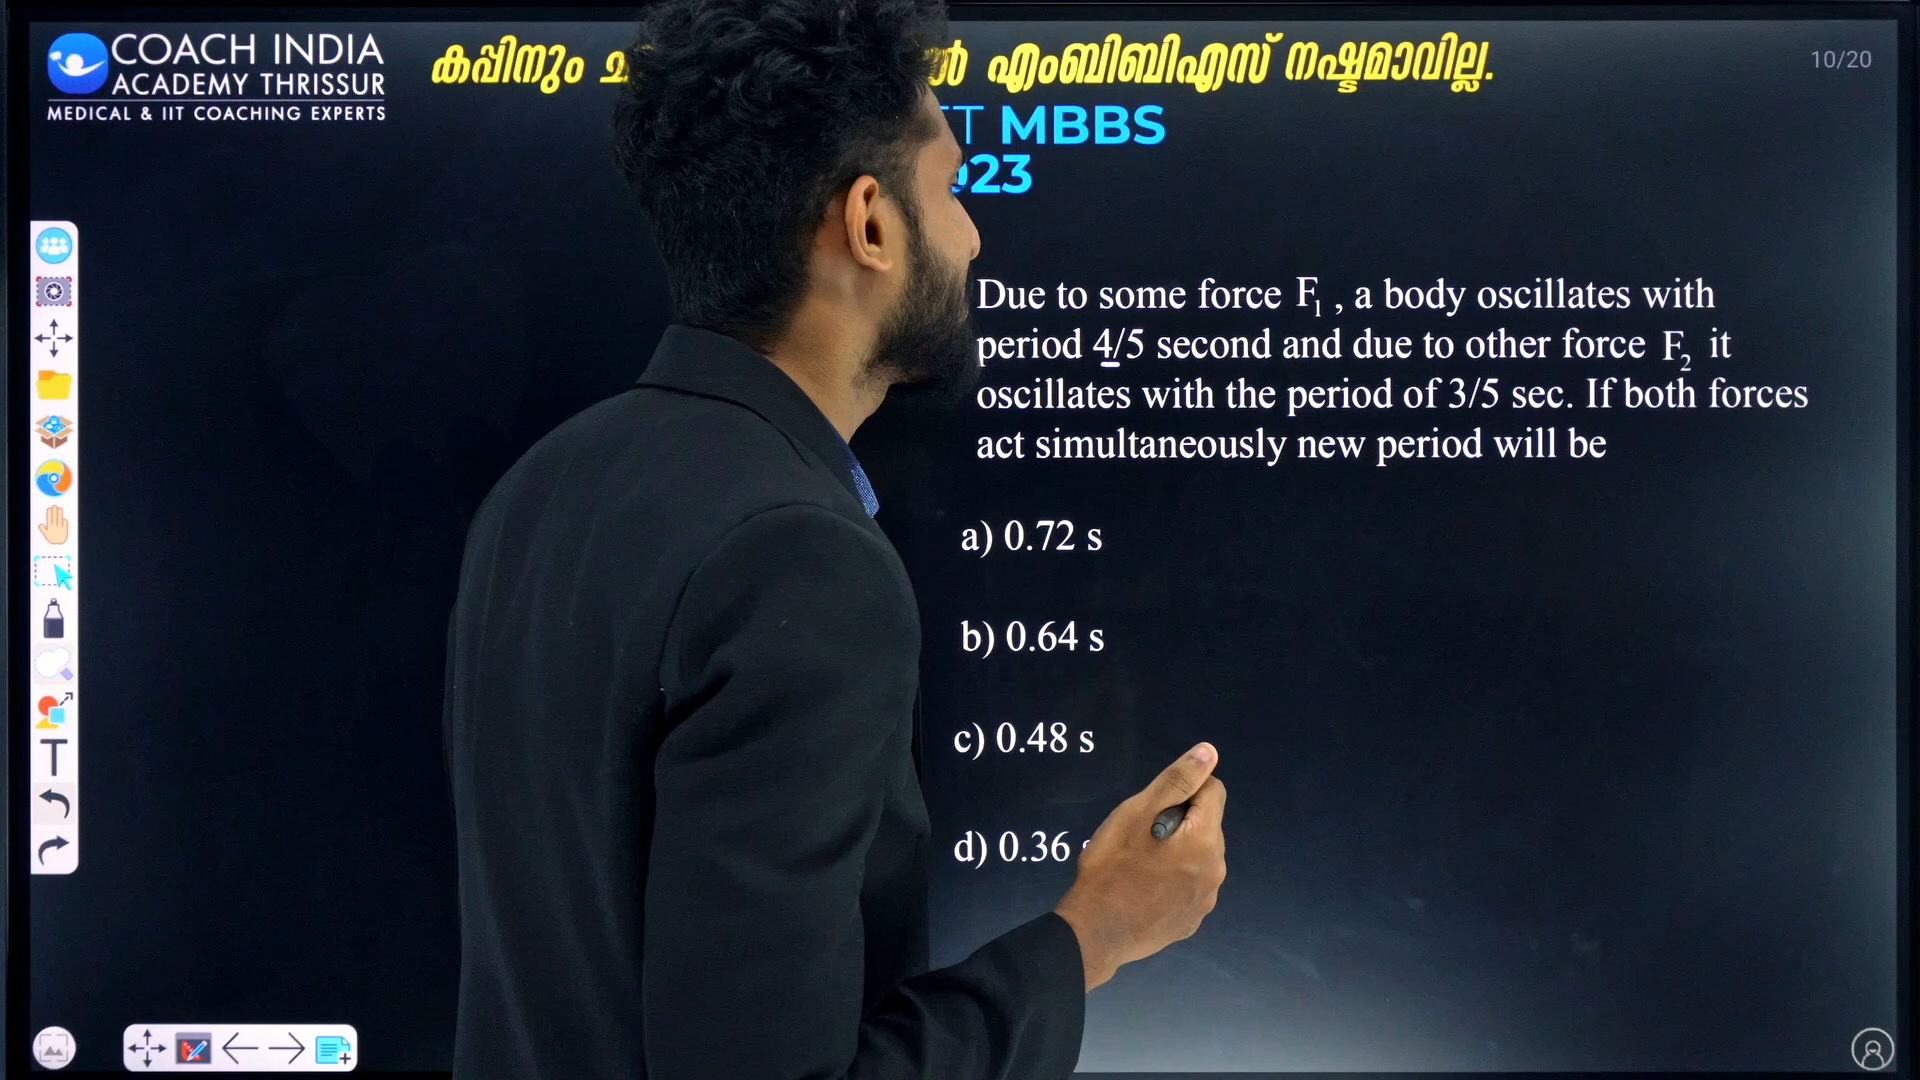 COACH INDIA
ACADEMY THRISSUR
MEDICAL & IIT COACHING EXPERTS
കപ്പിനും എംബിബിഎസ് നഷ്ടമാവില്ല.
10/20
MBBS
Due to some force F₁ , a body oscillates with
period 4/5 second and due to other force F₂ it
oscillates with the period of 3/5 sec. If both forces
act simultaneously new period will be
a) 0.72 s
b) 0.64 s
c) 0.48 s
d) 0.36
T